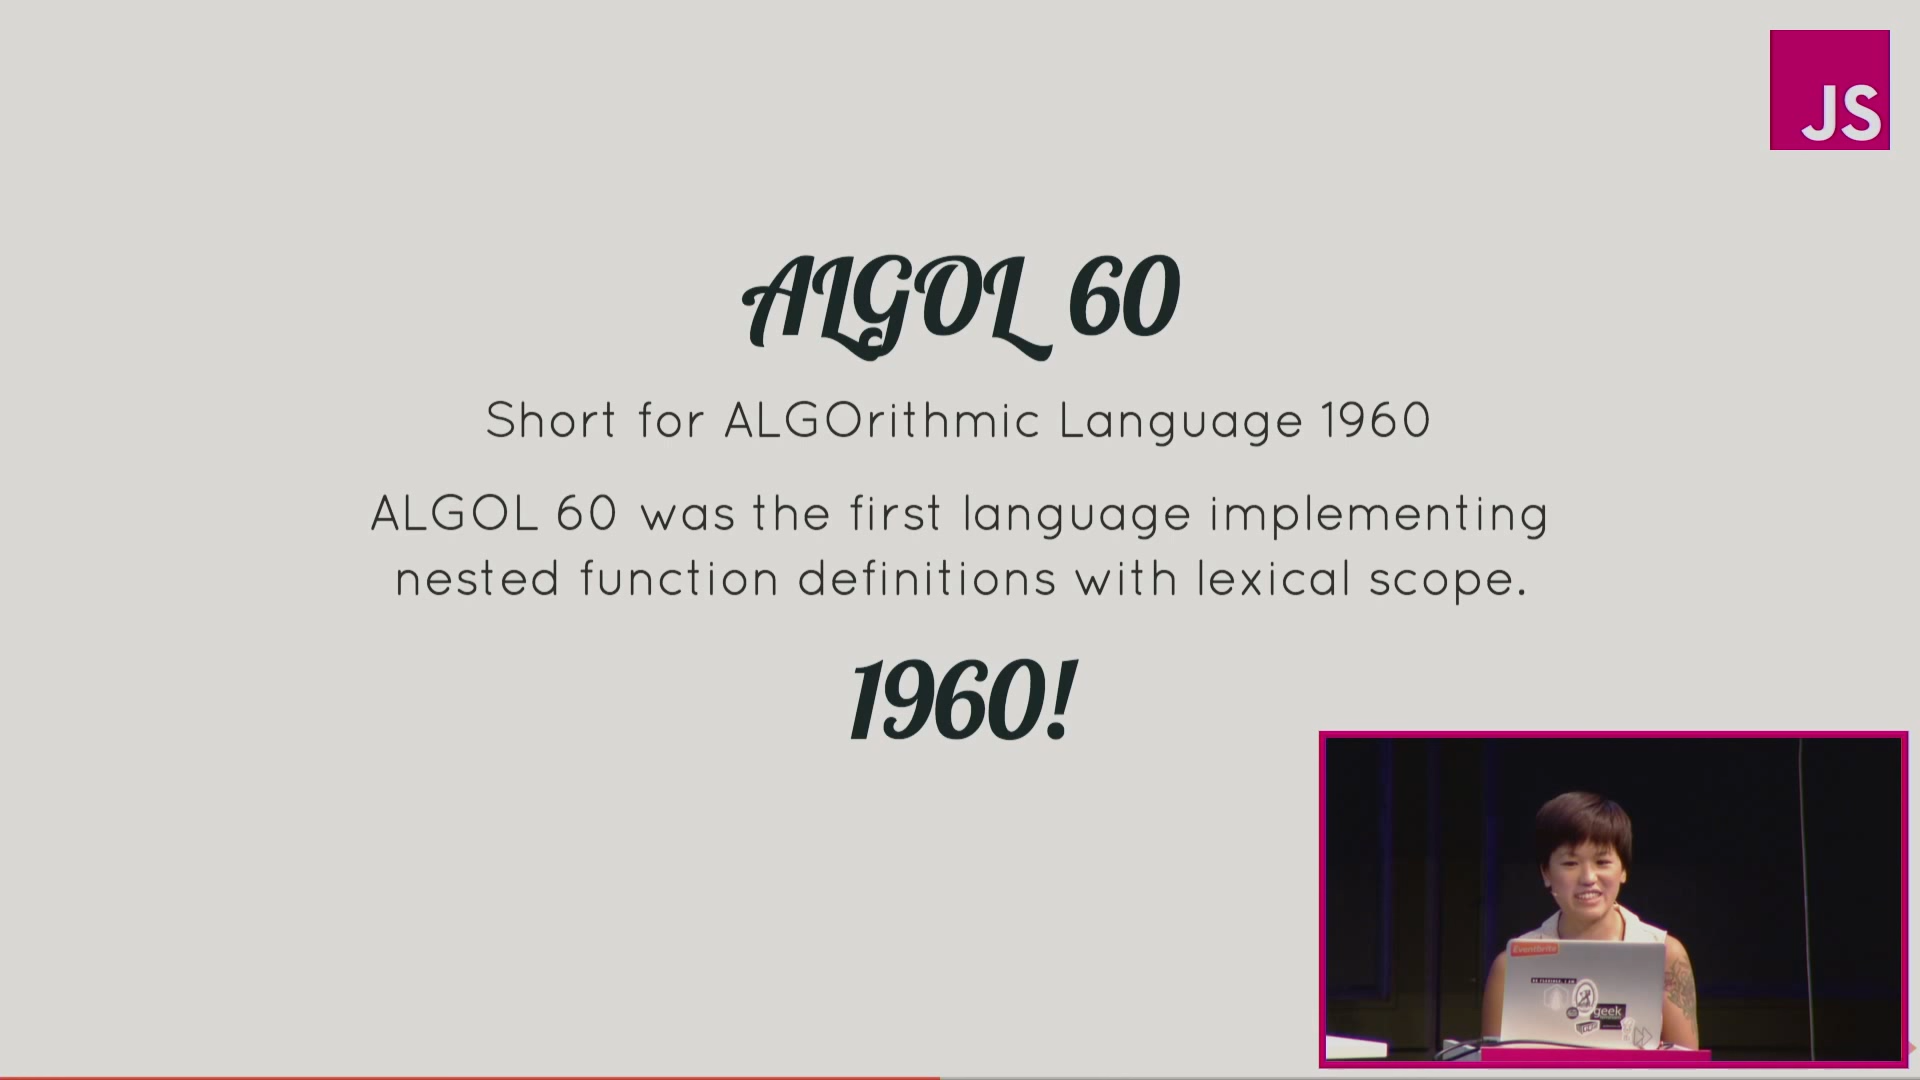 JS
ALGOL 60
Short for ALGOrithmic Language 1960
ALGOL 60 was the first language implementing
nested function definitions with lexical scope.
1960!
Eventbrite
geek